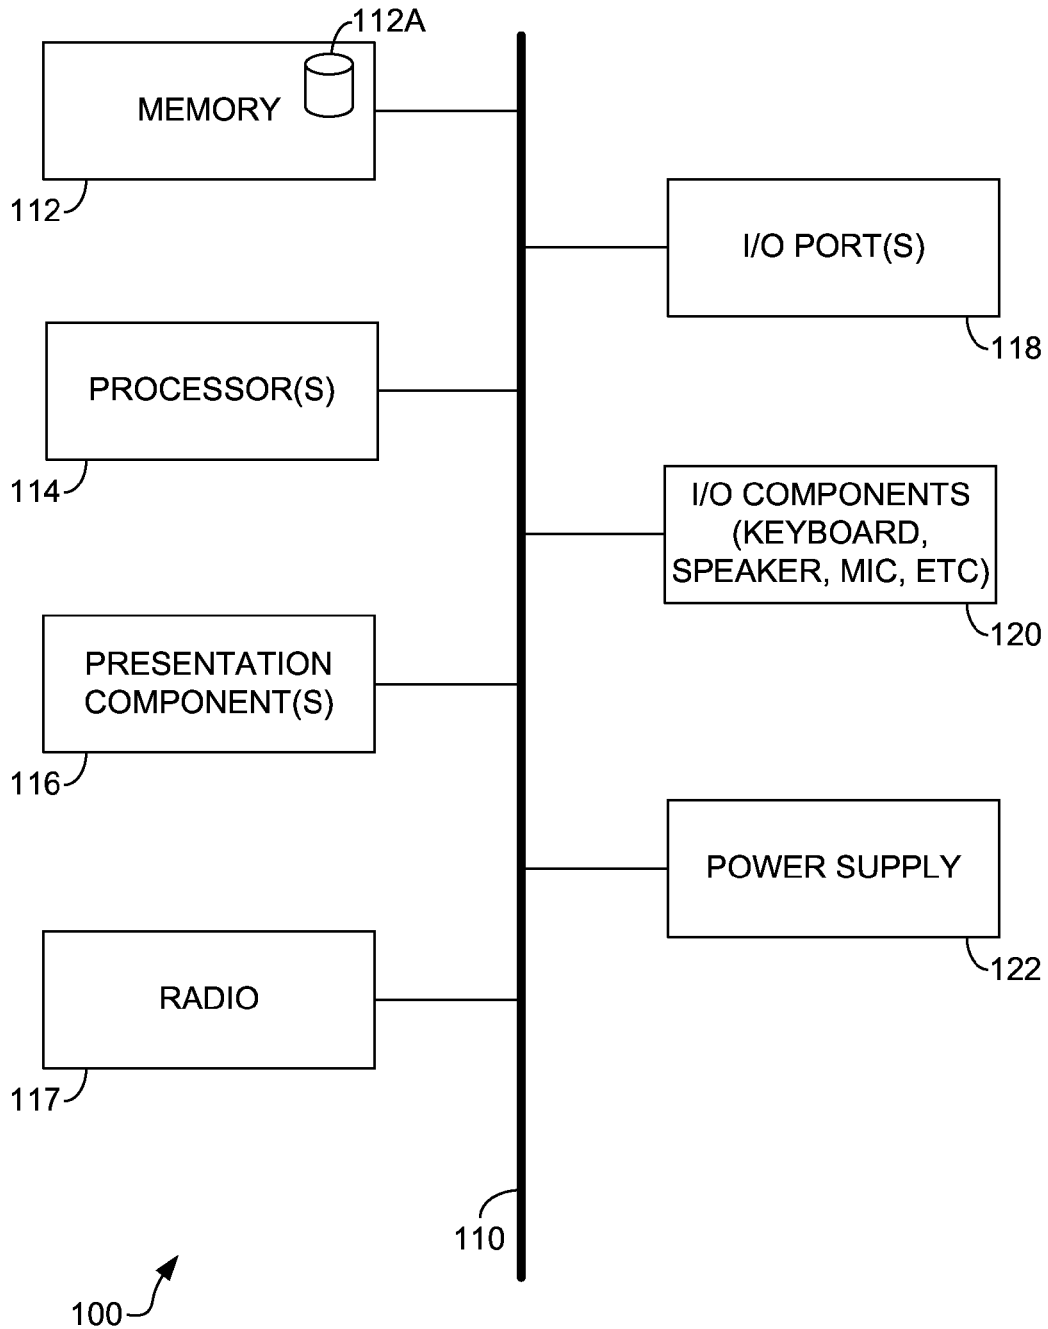 112A
MEMORY
112
I/O PORT(S)
118
PROCESSOR(S)
114
I/O COMPONENTS
(KEYBOARD,
SPEAKER, MIC, ETC)
120
PRESENTATION
COMPONENT(S)
116
POWER SUPPLY
122
RADIO
117
110
100